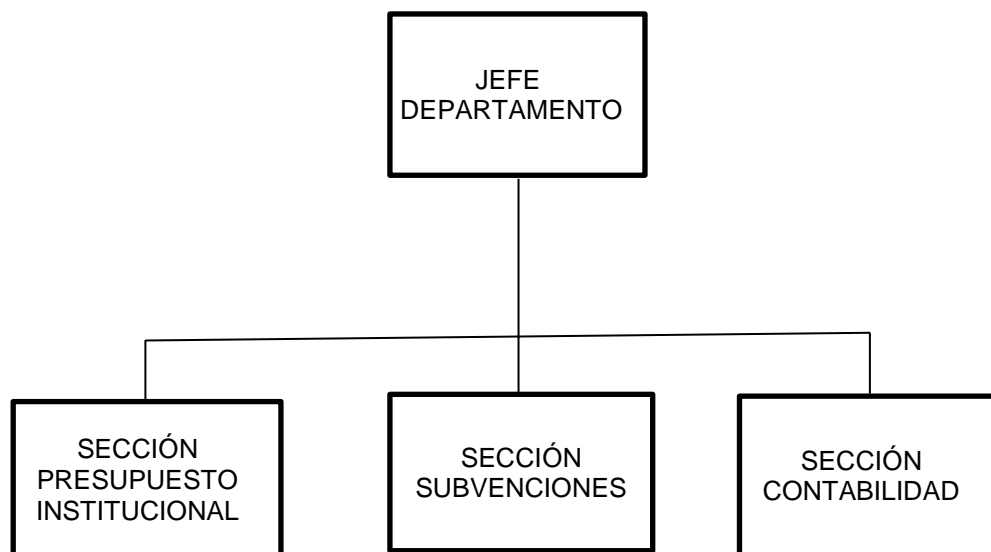 JEFE
DEPARTAMENTO
SECCIÓN
PRESUPUESTO
INSTITUCIONAL
SECCIÓN
SUBVENCIONES
SECCIÓN
CONTABILIDAD